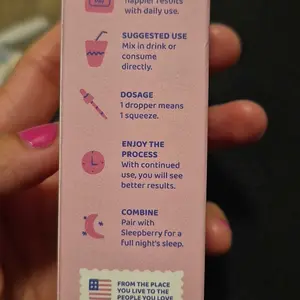 happier results
with daily use.
SUGGESTED USE
Mix in drink or
consume
directly.
DOSAGE
1 dropper means
1 squeeze.
ENJOY THE
PROCESS
With continued
use, you will see
better results.
COMBINE
Pair with
Sleepberry for a
full night's sleep.
FROM THE PLACE
YOU LIVE TO THE
PEOPLE YOU LOVE